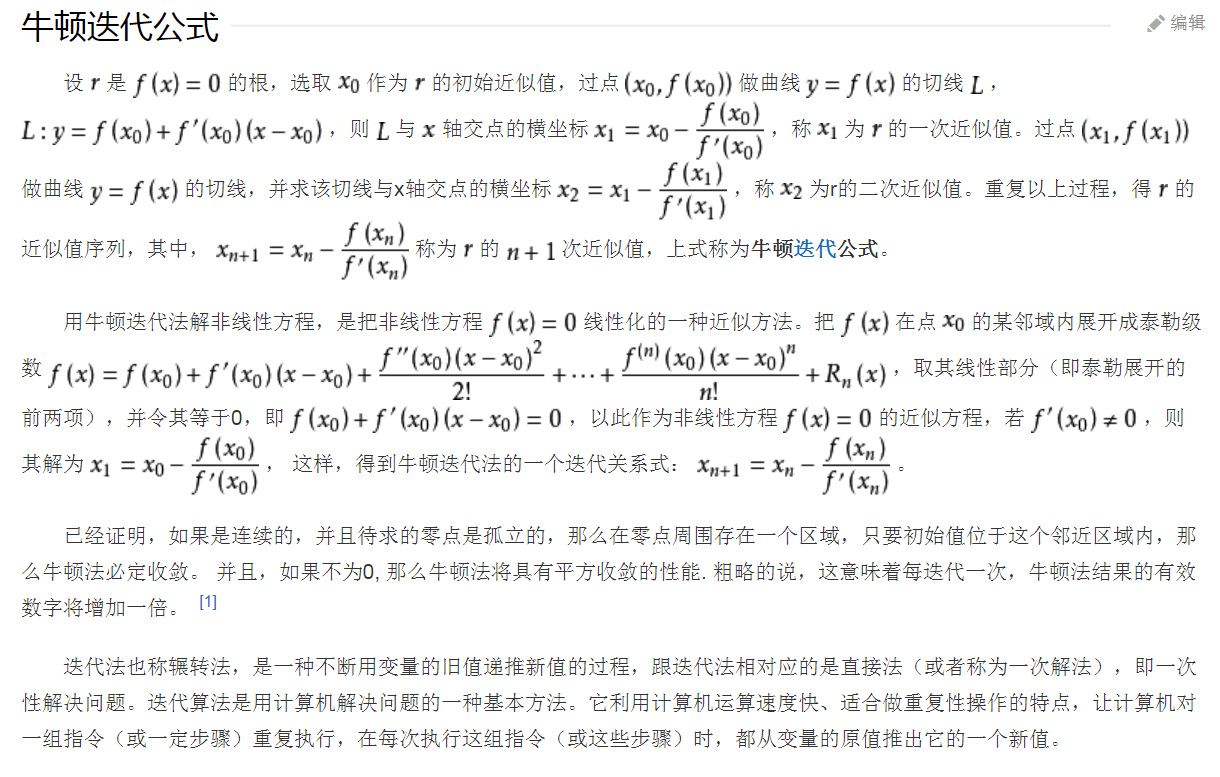 牛顿迭代公式 编辑
设 r 是 f(x)=0 的根，选取 x₀ 作为 r 的初始近似值，过点 (x₀,f(x₀)) 做曲线 y=f(x) 的切线 L，
L:y=f(x₀)+f'(x₀)(x−x₀)，则 L 与 x 轴交点的横坐标 x₁=x₀−f(x₀)/f'(x₀)，称 x₁ 为 r 的一次近似值。过点 (x₁,f(x₁))
做曲线 y=f(x) 的切线，并求该切线与x轴交点的横坐标 x₂=x₁−f(x₁)/f'(x₁)，称 x₂ 为r的二次近似值。重复以上过程，得 r 的
近似值序列，其中， xₙ₊₁=xₙ−f(xₙ)/f'(xₙ) 称为 r 的 n+1 次近似值，上式称为牛顿迭代公式。
用牛顿迭代法解非线性方程，是把非线性方程 f(x)=0 线性化的一种近似方法。把 f(x) 在点 x₀ 的某邻域内展开成泰勒级
数 f(x)=f(x₀)+f'(x₀)(x−x₀)+f''(x₀)(x−x₀)²/2!+⋯+f⁽ⁿ⁾(x₀)(x−x₀)ⁿ/n!+Rₙ(x)，取其线性部分（即泰勒展开的
前两项），并令其等于0，即 f(x₀)+f'(x₀)(x−x₀)=0，以此作为非线性方程 f(x)=0 的近似方程，若 f'(x₀)≠0，则
其解为 x₁=x₀−f(x₀)/f'(x₀)， 这样，得到牛顿迭代法的一个迭代关系式： xₙ₊₁=xₙ−f(xₙ)/f'(xₙ)。
已经证明，如果是连续的，并且待求的零点是孤立的，那么在零点周围存在一个区域，只要初始值位于这个邻近区域内，那
么牛顿法必定收敛。 并且，如果不为0, 那么牛顿法将具有平方收敛的性能. 粗略的说，这意味着每迭代一次，牛顿法结果的有效
数字将增加一倍。 [1]
迭代法也称辗转法，是一种不断用变量的旧值递推新值的过程，跟迭代法相对应的是直接法（或者称为一次解法），即一次
性解决问题。迭代算法是用计算机解决问题的一种基本方法。它利用计算机运算速度快、适合做重复性操作的特点，让计算机对
一组指令（或一定步骤）重复执行，在每次执行这组指令（或这些步骤）时，都从变量的原值推出它的一个新值。